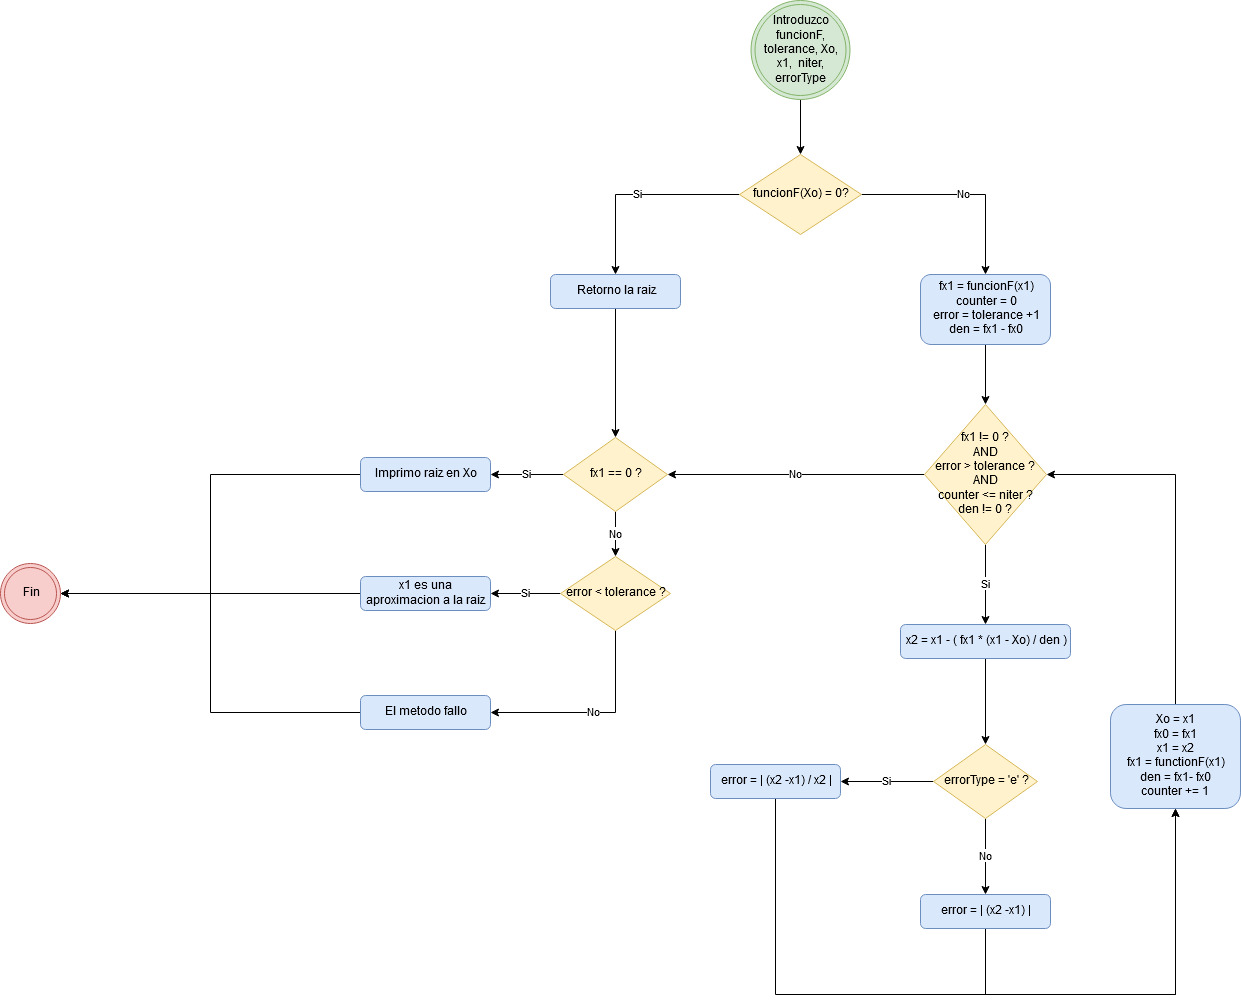 Introduzco
funcionF,
tolerance, Xo,
x1, niter,
errorType
funcionF(Xo) = 0?
Si
No
Retorno la raiz
fx1 = funcionF(x1)
counter = 0
error = tolerance +1
den = fx1 - fx0
fx1 != 0 ?
AND
error > tolerance ?
AND
counter <= niter ?
den != 0 ?
No
fx1 == 0 ?
Si
Imprimo raiz en Xo
No
error < tolerance ?
Si
x1 es una
aproximacion a la raiz
Fin
No
El metodo fallo
Si
x2 = x1 - ( fx1 * (x1 - Xo) / den )
errorType = 'e' ?
Si
error = | (x2 -x1) / x2 |
No
error = | (x2 -x1) |
Xo = x1
fx0 = fx1
x1 = x2
fx1 = functionF(x1)
den = fx1- fx0
counter += 1